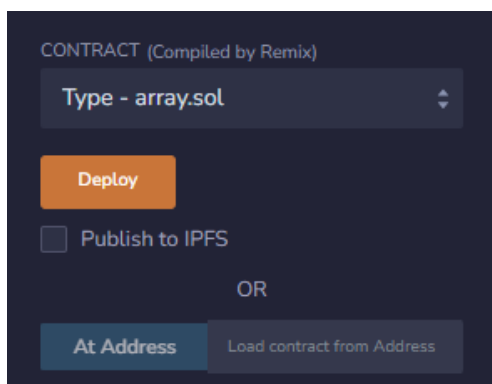 CONTRACT (Compiled by Remix)
Type - array.sol
Deploy
Publish to IPFS
OR
At Address Load contract from Address